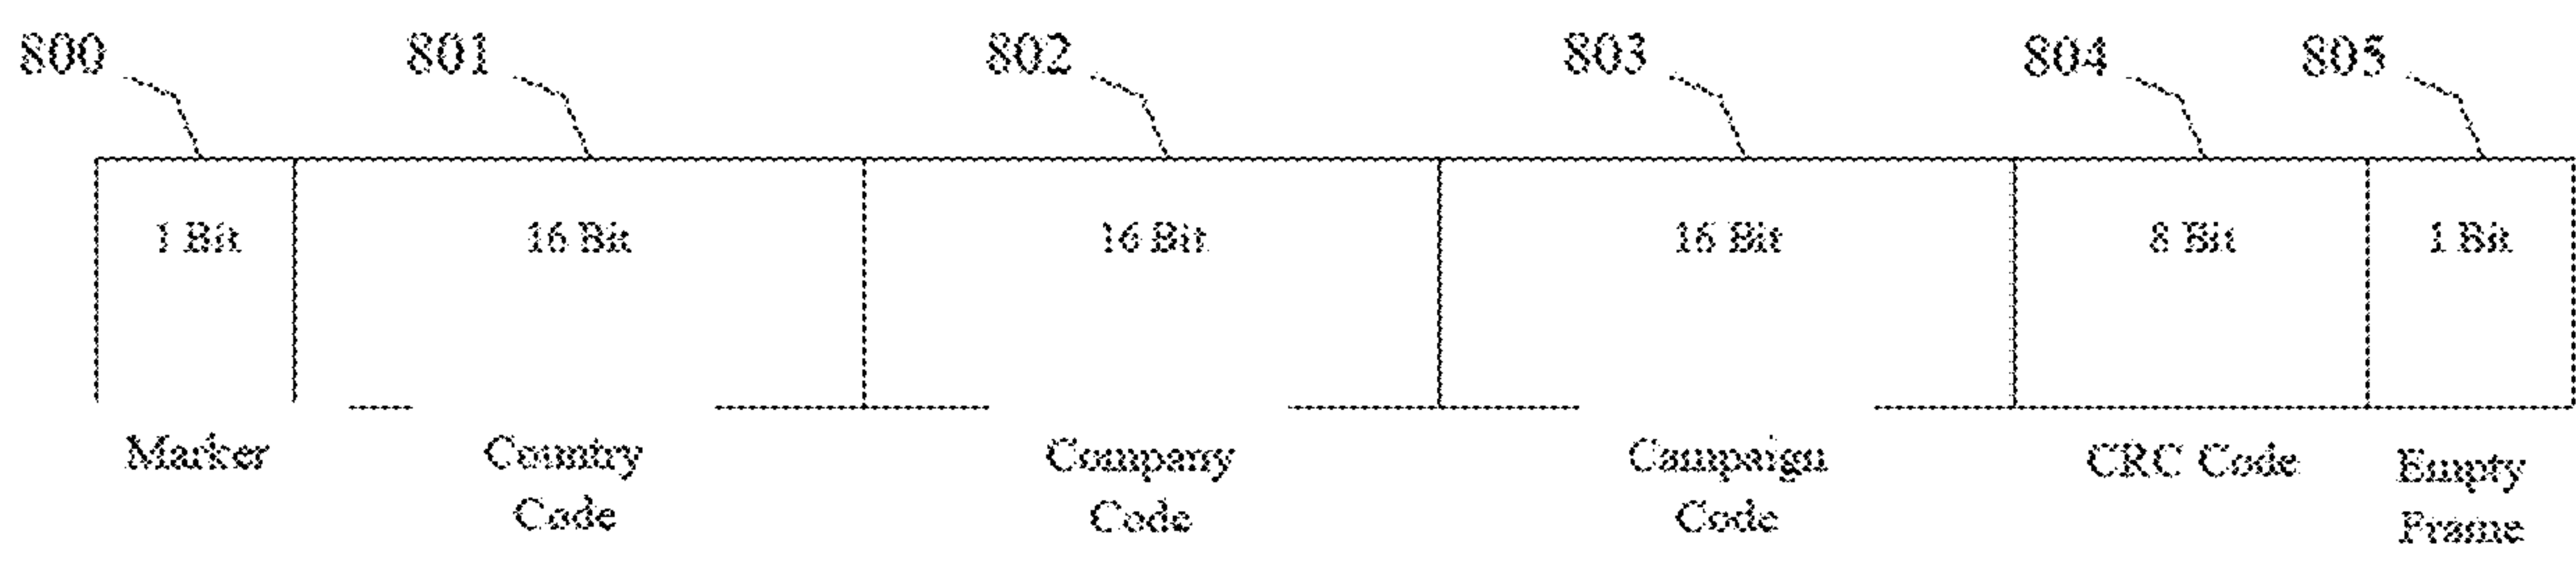 800 801 802 803 804 805
1 Bit 16 Bit 16 Bit 16 Bit 8 Bit 1 Bit
Marker Country Company Campaign CRC Code Empty
Code Code Code Frame